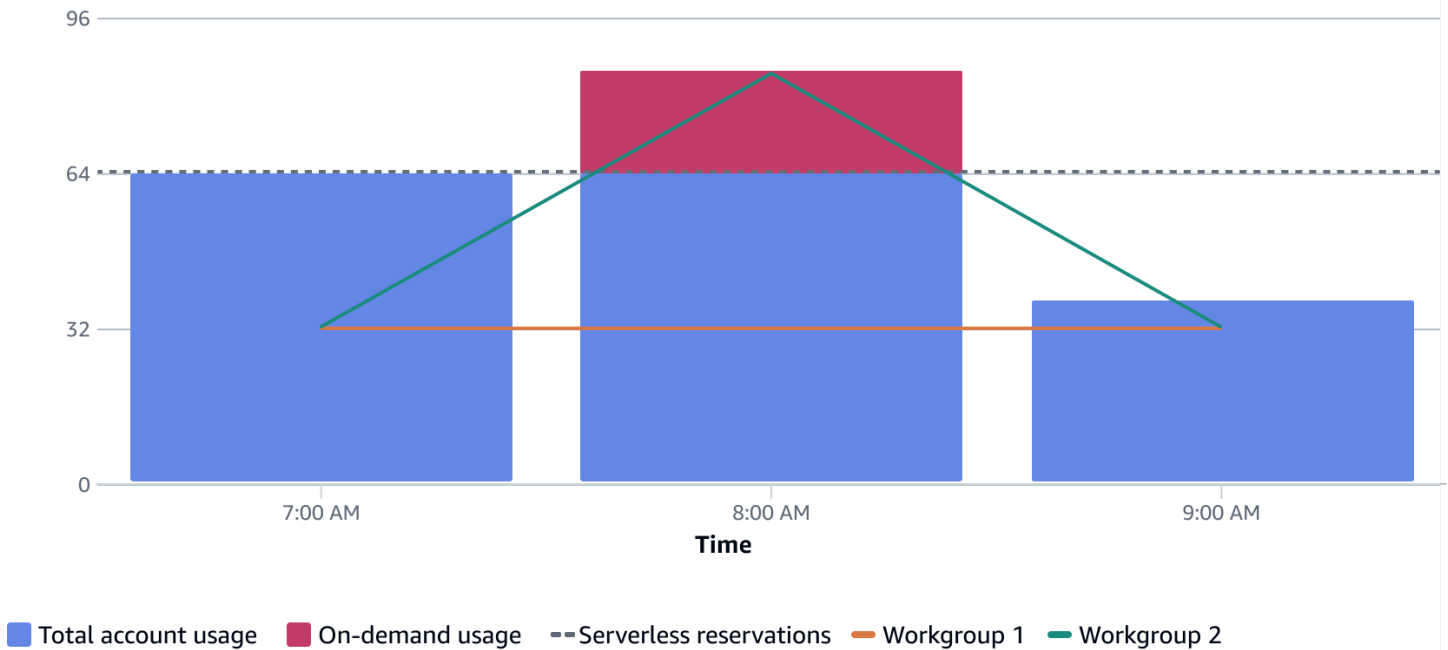 96
64
32
0
7:00 AM 8:00 AM 9:00 AM
Time
Total account usage On-demand usage Serverless reservations Workgroup 1 Workgroup 2